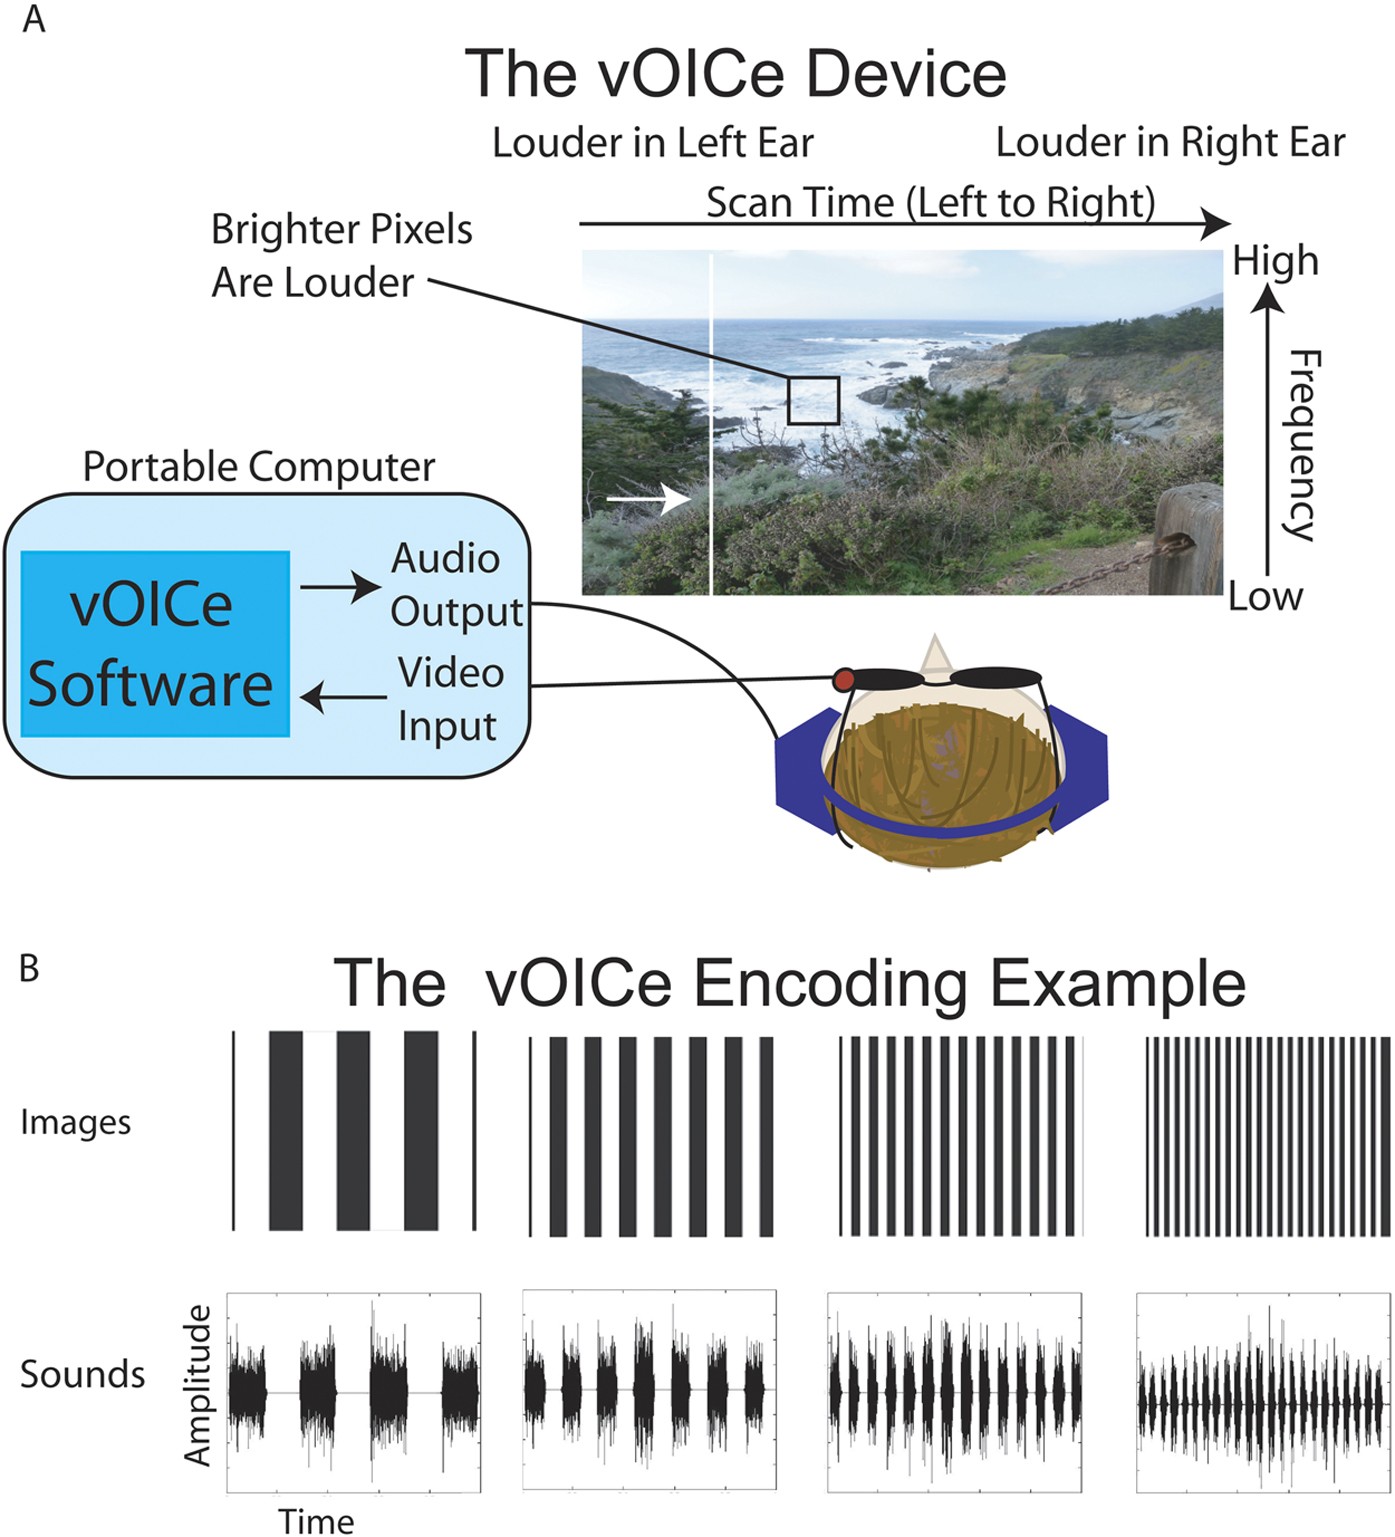 A
The vOICe Device
Louder in Left Ear
Louder in Right Ear
Scan Time (Left to Right)
Brighter Pixels
Are Louder
High
Frequency
Low
Portable Computer
vOICe
Software
Audio
Output
Video
Input
B
The vOICe Encoding Example
Images
Sounds
Amplitude
Time